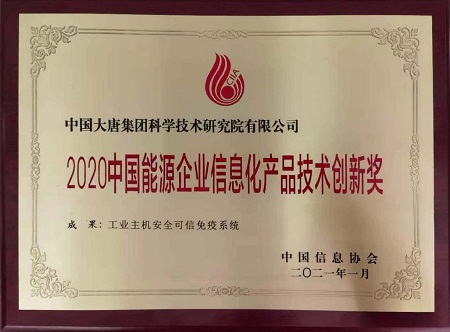 CIIA
中国大唐集团科学技术研究院有限公司
2020中国能源企业信息化产品技术创新奖
成 果：工业主机安全可信免疫系统
中国信息协会
二〇二一年一月